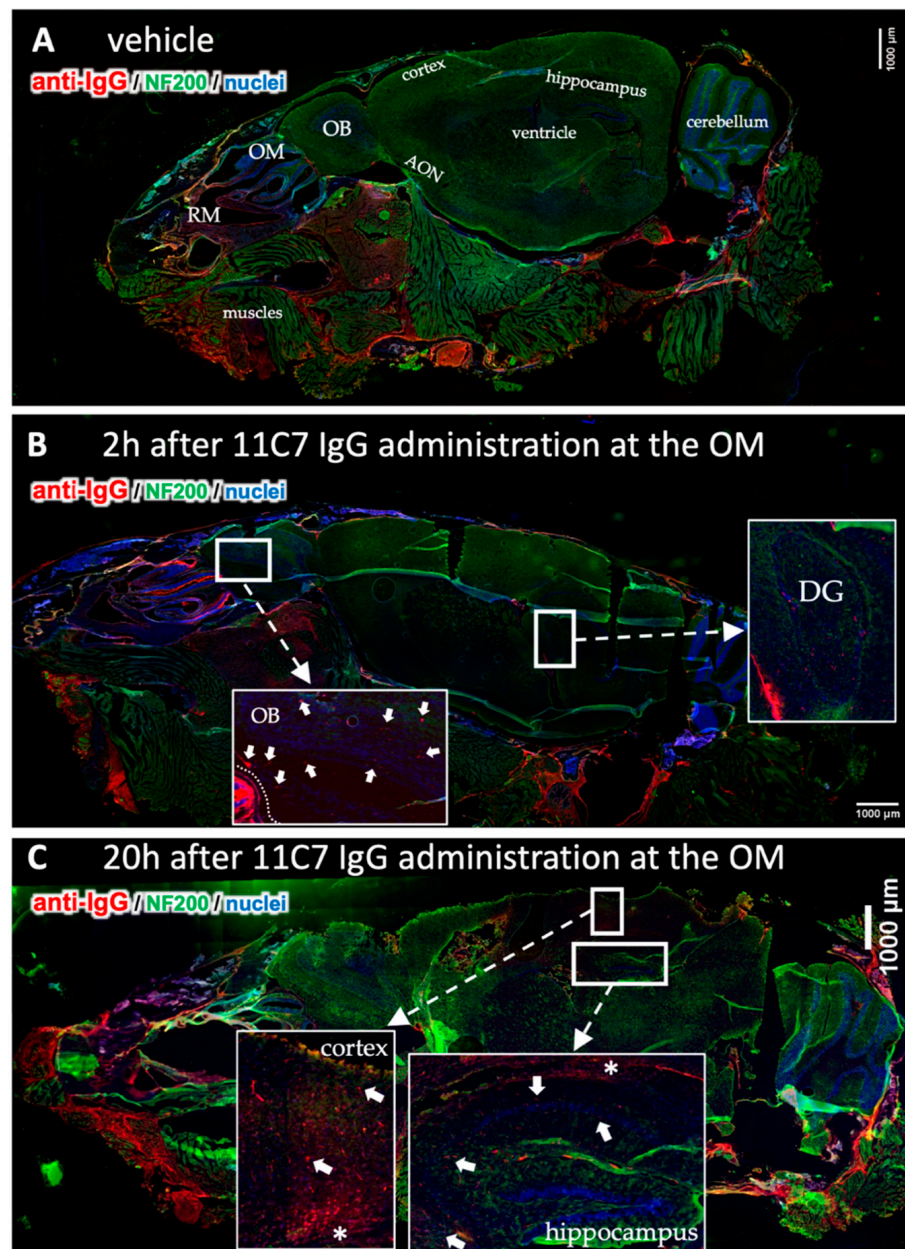 A vehicle
anti-IgG / NF200 / nuclei
1000 µm
cortex
hippocampus
OB
ventricle
cerebellum
OM
AON
RM
muscles
B 2h after 11C7 IgG administration at the OM
anti-IgG / NF200 / nuclei
DG
OB
1000 µm
C 20h after 11C7 IgG administration at the OM
anti-IgG / NF200 / nuclei
1000 µm
cortex
*
*
hippocampus